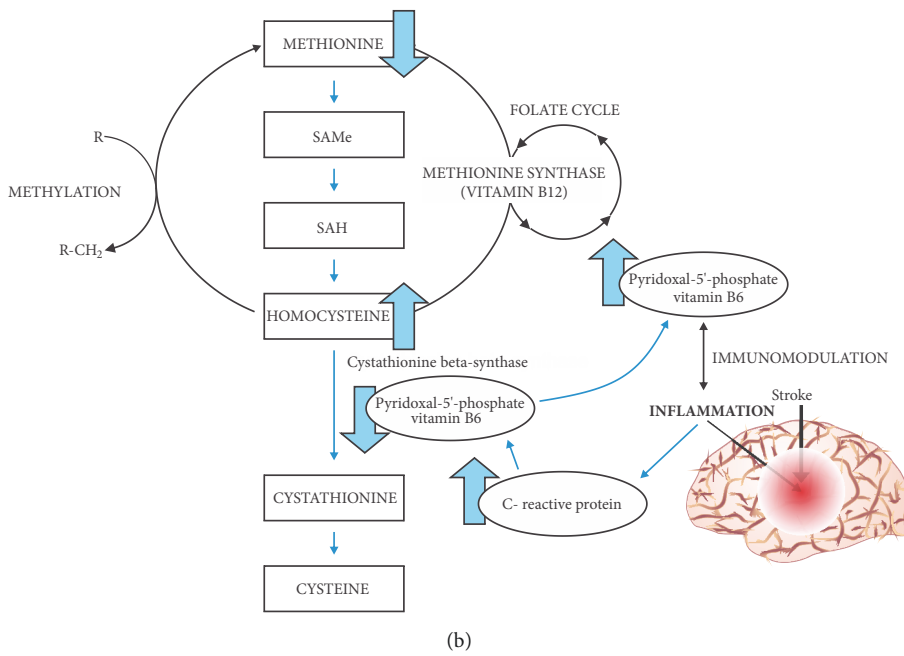 METHIONINE
SAMe
SAH
HOMOCYSTEINE
R
METHYLATION
R-CH₂
FOLATE CYCLE
METHIONINE SYNTHASE
(VITAMIN B12)
Pyridoxal-5'-phosphate
vitamin B6
IMMUNOMODULATION
Cystathionine beta-synthase
Pyridoxal-5'-phosphate
vitamin B6
Stroke
INFLAMMATION
CYSTATHIONINE
C- reactive protein
CYSTEINE
(b)